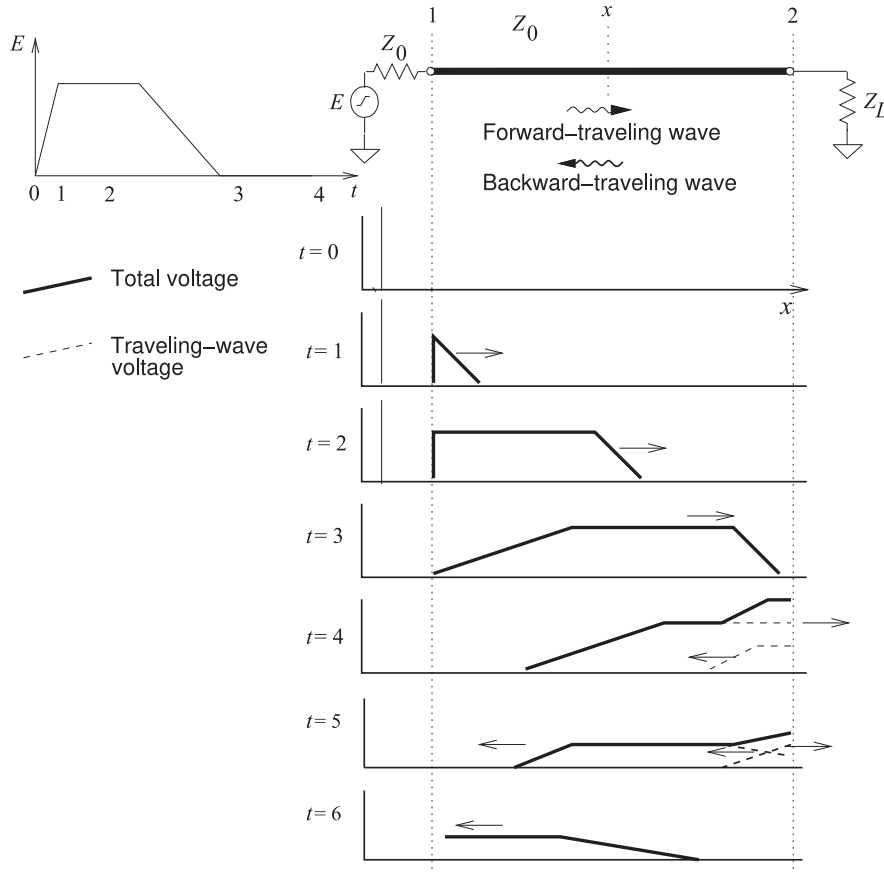 1
Z0
x
2
E
Z0
E
ZL
Forward–traveling wave
Backward–traveling wave
0 1 2 3 4 t
t = 0
Total voltage
x
Traveling–wave
voltage
t = 1
t = 2
t = 3
t = 4
t = 5
t = 6